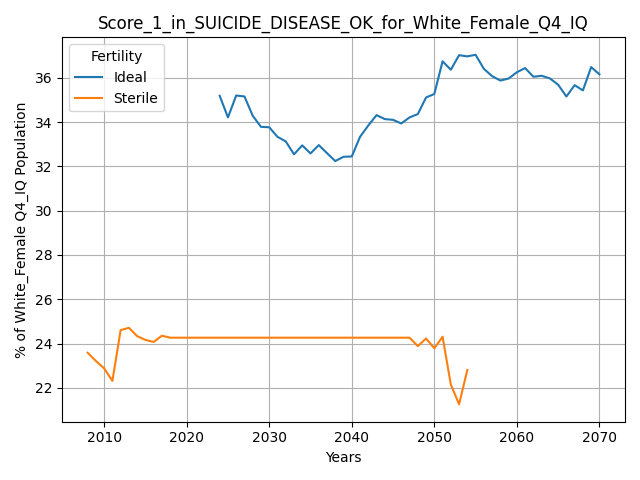 Score_1_in_SUICIDE_DISEASE_OK_for_White_Female_Q4_IQ
Fertility
Ideal
Sterile
% of White_Female Q4_IQ Population
36
34
32
30
28
26
24
22
2010
2020
2030
2040
2050
2060
2070
Years